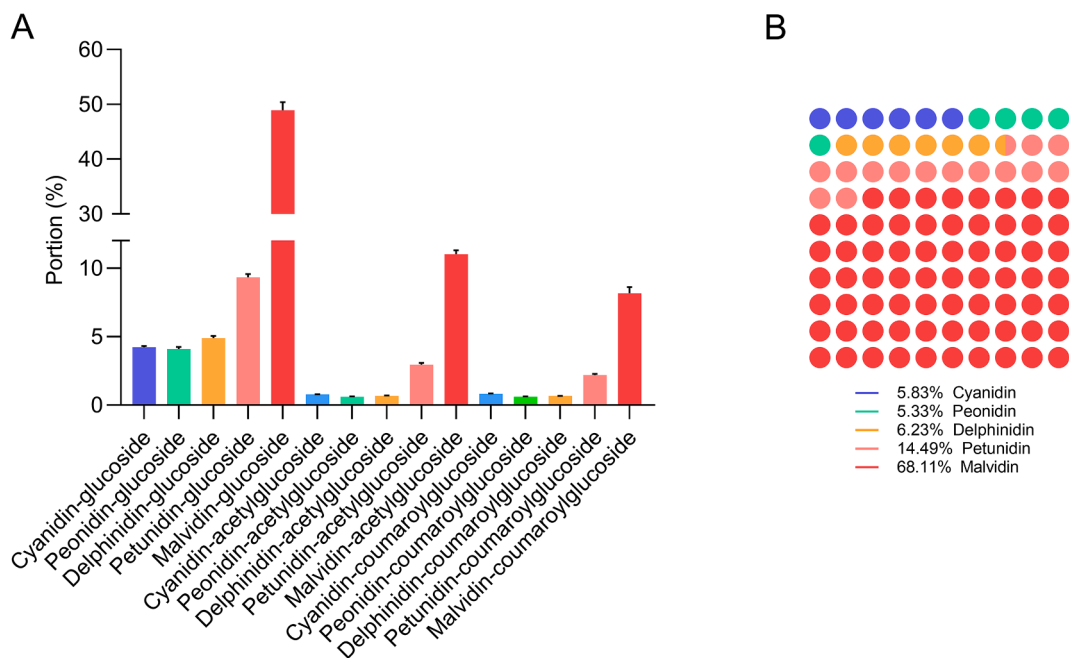 A
B
60
50
40
30
10
5
0
Portion (%)
Cyanidin-glucoside
Peonidin-glucoside
Delphinidin-glucoside
Petunidin-glucoside
Malvidin-glucoside
Cyanidin-acetylglucoside
Peonidin-acetylglucoside
Delphinidin-acetylglucoside
Petunidin-acetylglucoside
Malvidin-acetylglucoside
Cyanidin-coumaroylglucoside
Peonidin-coumaroylglucoside
Delphinidin-coumaroylglucoside
Petunidin-coumaroylglucoside
Malvidin-coumaroylglucoside
5.83% Cyanidin
5.33% Peonidin
6.23% Delphinidin
14.49% Petunidin
68.11% Malvidin